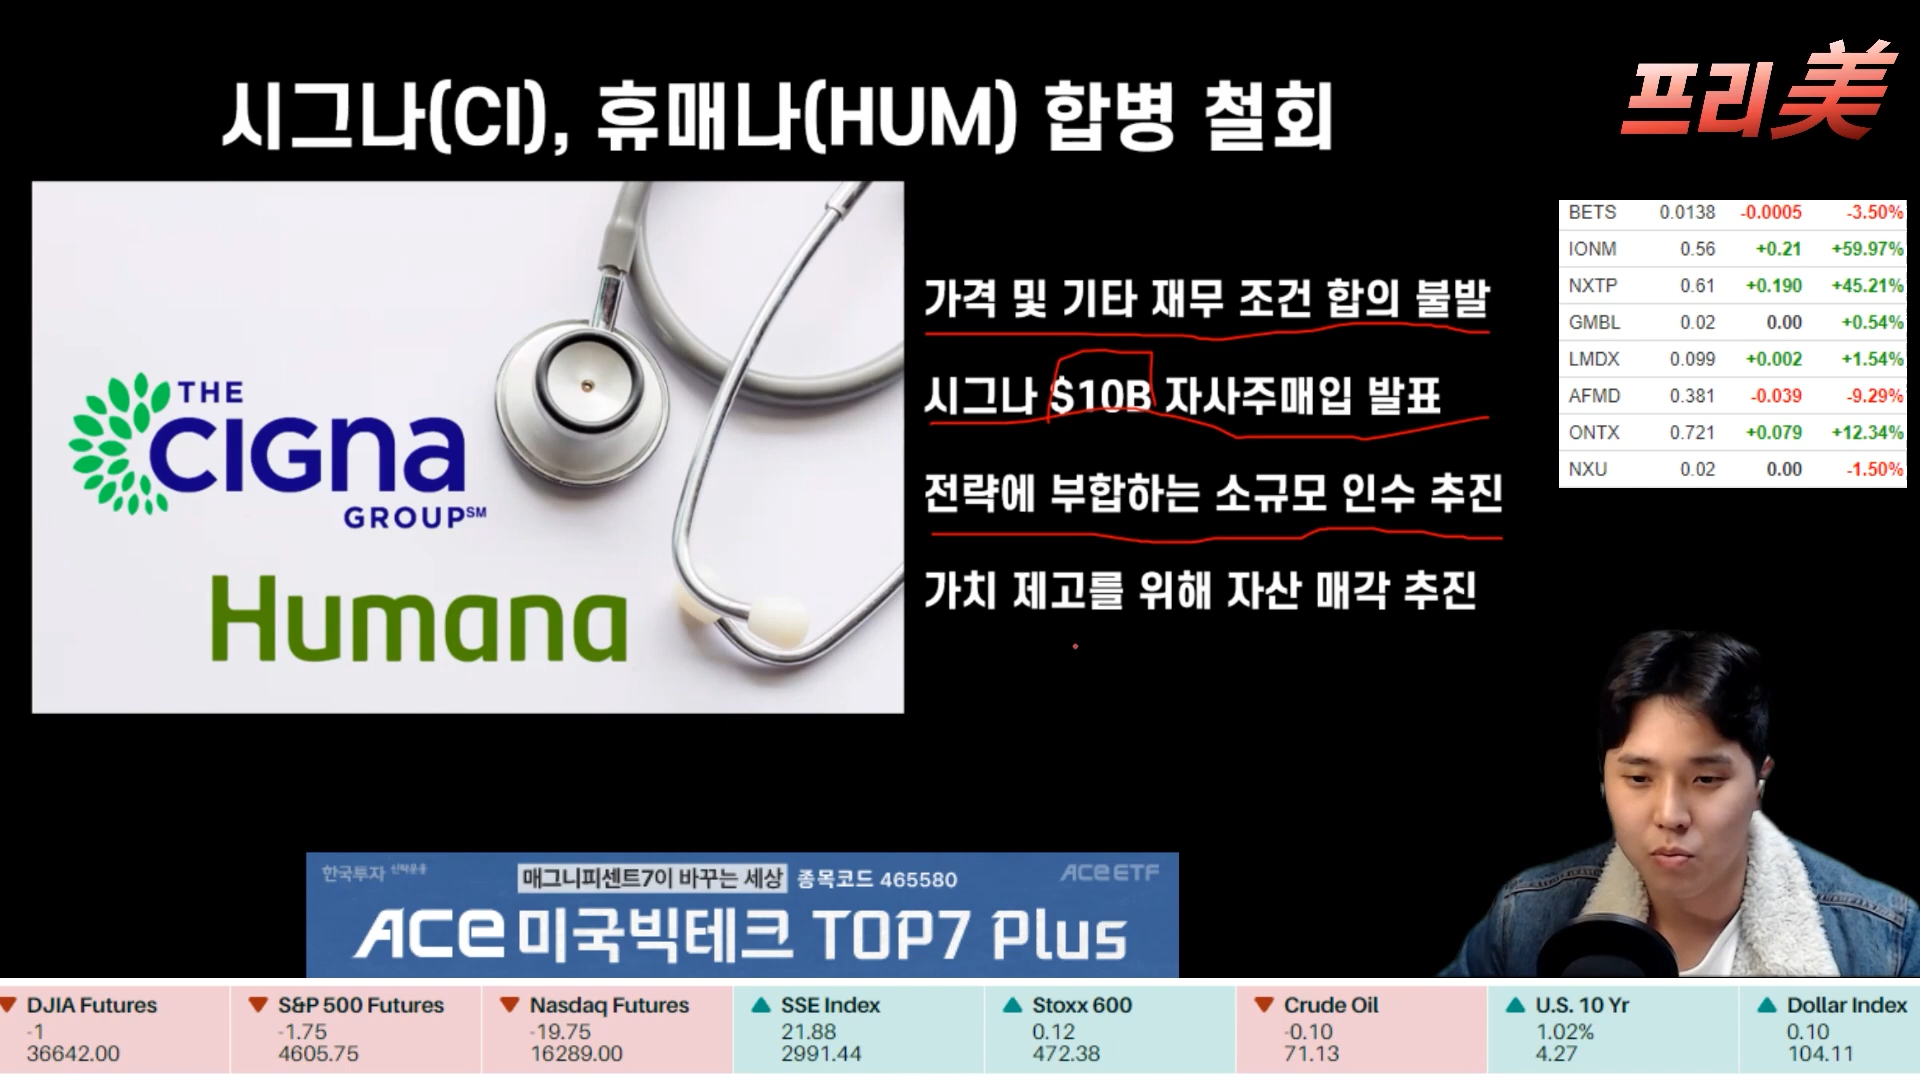 시그나(CI), 휴매나(HUM) 합병 철회
프리美
THE
CIGNA
GROUP℠
Humana
가격 및 기타 재무 조건 합의 불발
시그나 $10B 자사주매입 발표
전략에 부합하는 소규모 인수 추진
가치 제고를 위해 자산 매각 추진
BETS 0.0138 -0.0005 -3.50%
IONM 0.56 +0.21 +59.97%
NXTP 0.61 +0.190 +45.21%
GMBL 0.02 0.00 +0.54%
LMDX 0.099 +0.002 +1.54%
AFMD 0.381 -0.039 -9.29%
ONTX 0.721 +0.079 +12.34%
NXU 0.02 0.00 -1.50%
한국투자 신탁운용
매그니피센트7이 바꾸는 세상 종목코드 465580
ACE ETF
ACE 미국빅테크 TOP7 Plus
DJIA Futures
-1
36642.00
S&P 500 Futures
-1.75
4605.75
Nasdaq Futures
-19.75
16289.00
SSE Index
21.88
2991.44
Stoxx 600
0.12
472.38
Crude Oil
-0.10
71.13
U.S. 10 Yr
1.02%
4.27
Dollar Index
0.10
104.11